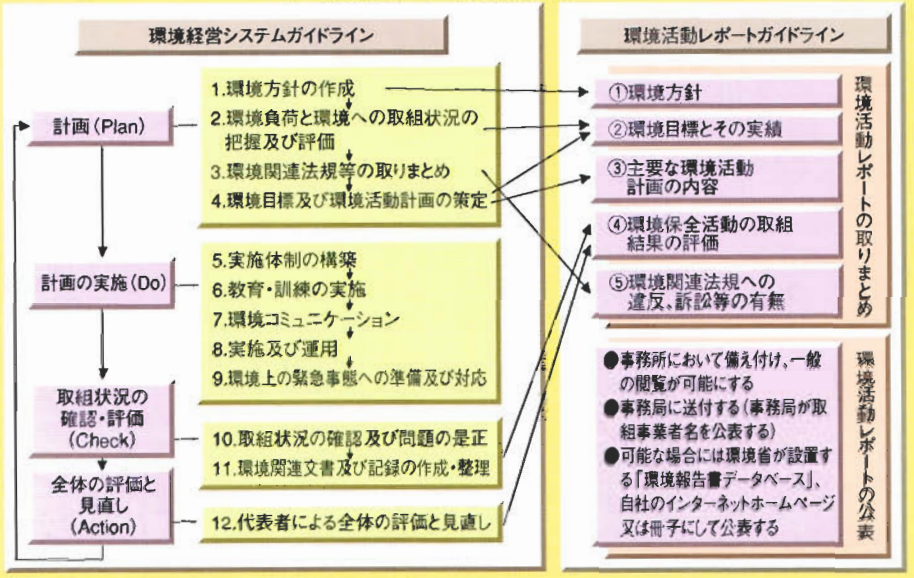 環境経営システムガイドライン
計画(Plan)
計画の実施(Do)
取組状況の
確認・評価
(Check)
全体の評価と
見直し
(Action)
1.環境方針の作成
2.環境負荷と環境への取組状況の
把握及び評価
3.環境関連法規等の取りまとめ
4.環境目標及び環境活動計画の策定
5.実施体制の構築
6.教育・訓練の実施
7.環境コミュニケーション
8.実施及び運用
9.環境上の緊急事態への準備及び対応
10.取組状況の確認及び問題の是正
11.環境関連文書及び記録の作成・整理
12.代表者による全体の評価と見直し
環境活動レポートガイドライン
①環境方針
②環境目標とその実績
③主要な環境活動
計画の内容
④環境保全活動の取組
結果の評価
⑤環境関連法規への
違反、訴訟等の有無
環境活動レポートの取りまとめ
●事務所において備え付け、一般
の閲覧が可能にする
●事務局に送付する(事務局が取
組事業者名を公表する)
●可能な場合には環境省が設置す
る「環境報告書データベース」、
自社のインターネットホームページ
又は冊子にして公表する
環境活動レポートの公表